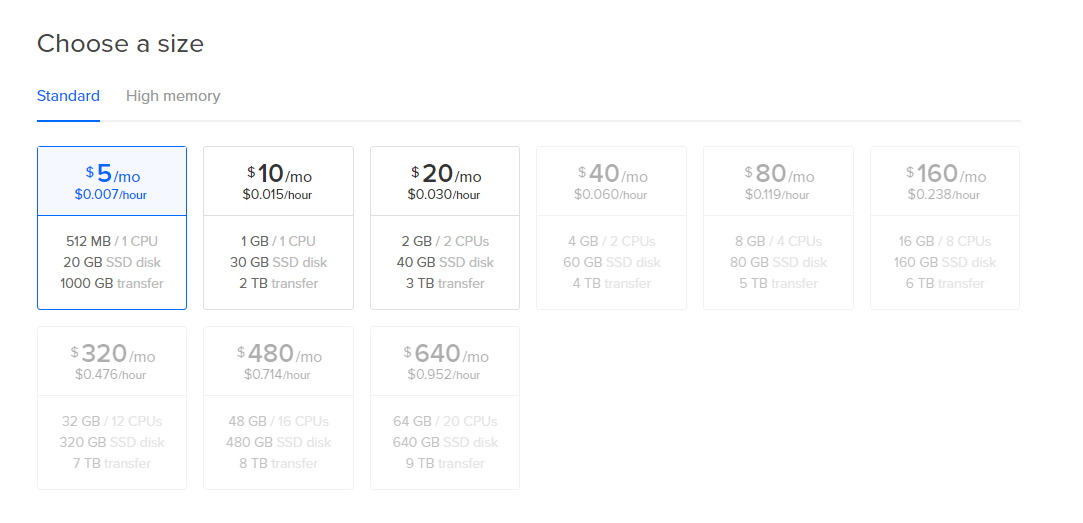 Choose a size
Standard High memory
$5/mo
$0.007/hour
512 MB / 1 CPU
20 GB SSD disk
1000 GB transfer
$10/mo
$0.015/hour
1 GB / 1 CPU
30 GB SSD disk
2 TB transfer
$20/mo
$0.030/hour
2 GB / 2 CPUs
40 GB SSD disk
3 TB transfer
$40/mo
$0.060/hour
4 GB / 2 CPUs
60 GB SSD disk
4 TB transfer
$80/mo
$0.119/hour
8 GB / 4 CPUs
80 GB SSD disk
5 TB transfer
$160/mo
$0.238/hour
16 GB / 8 CPUs
160 GB SSD disk
6 TB transfer
$320/mo
$0.476/hour
32 GB / 12 CPUs
320 GB SSD disk
7 TB transfer
$480/mo
$0.714/hour
48 GB / 16 CPUs
480 GB SSD disk
8 TB transfer
$640/mo
$0.952/hour
64 GB / 20 CPUs
640 GB SSD disk
9 TB transfer